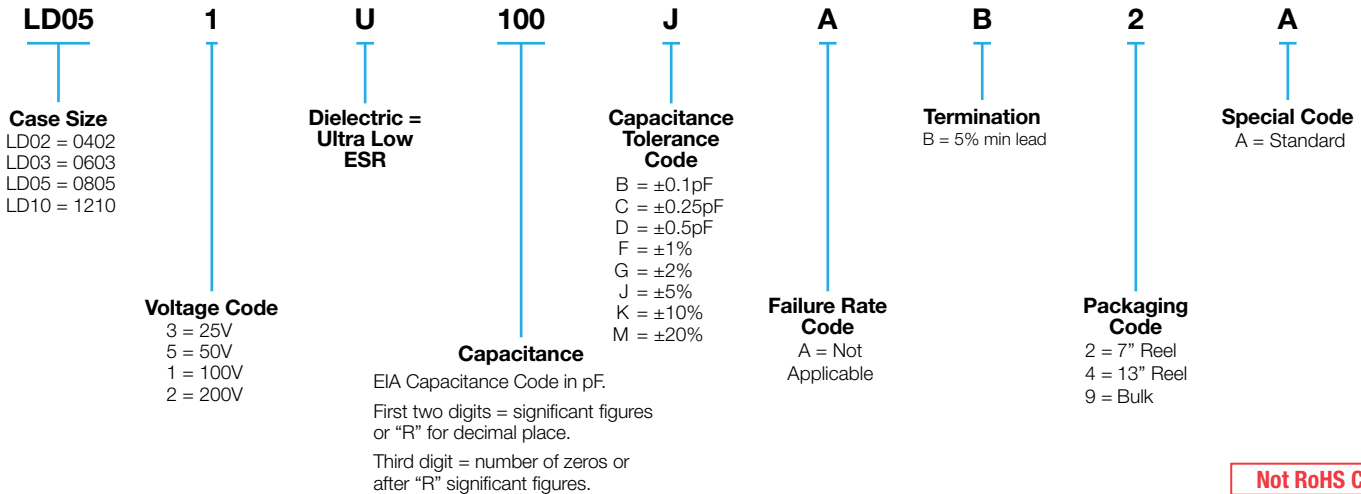 LD05 1 U 100 J A B 2 A
Case Size
LD02 = 0402
LD03 = 0603
LD05 = 0805
LD10 = 1210
Voltage Code
3 = 25V
5 = 50V
1 = 100V
2 = 200V
Dielectric =
Ultra Low
ESR
Capacitance
EIA Capacitance Code in pF.
First two digits = significant figures
or “R” for decimal place.
Third digit = number of zeros or
after “R” significant figures.
Capacitance
Tolerance
Code
B = ±0.1pF
C = ±0.25pF
D = ±0.5pF
F = ±1%
G = ±2%
J = ±5%
K = ±10%
M = ±20%
Failure Rate
Code
A = Not
Applicable
Termination
B = 5% min lead
Packaging
Code
2 = 7” Reel
4 = 13” Reel
9 = Bulk
Special Code
A = Standard
Not RoHS C